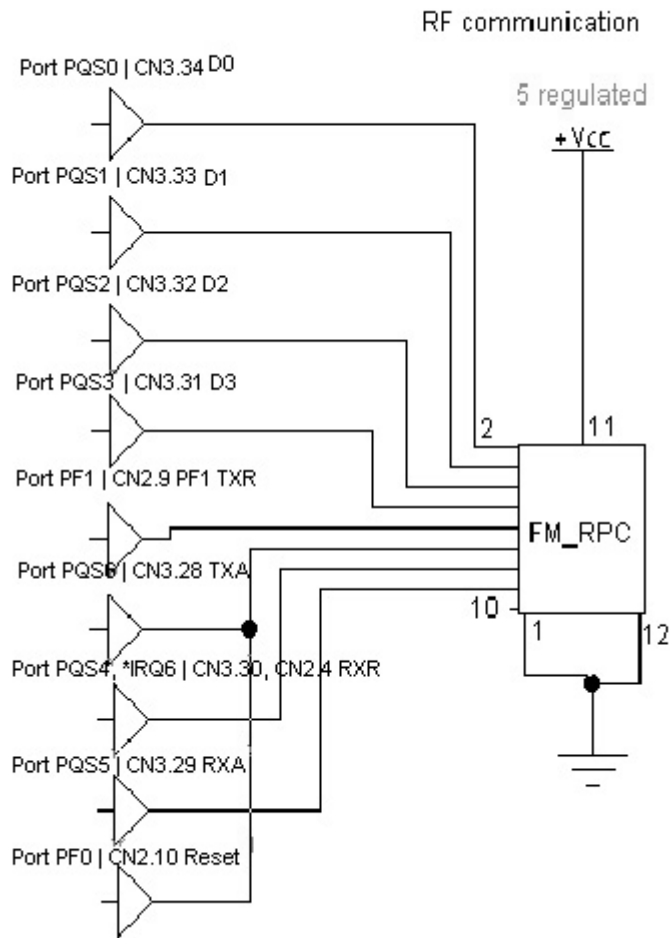 RF communication
Port PQS0 | CN3.34 D0
5 regulated
+Vcc
Port PQS1 | CN3.33 D1
Port PQS2 | CN3.32 D2
Port PQS3 | CN3.31 D3
2
11
Port PF1 | CN2.9 PF1 TXR
FM_RPC
Port PQS6 | CN3.28 TXA
10
1
12
Port PQS4, *IRQ6 | CN3.30, CN2.4 RXR
Port PQS5 | CN3.29 RXA
Port PF0 | CN2.10 Reset